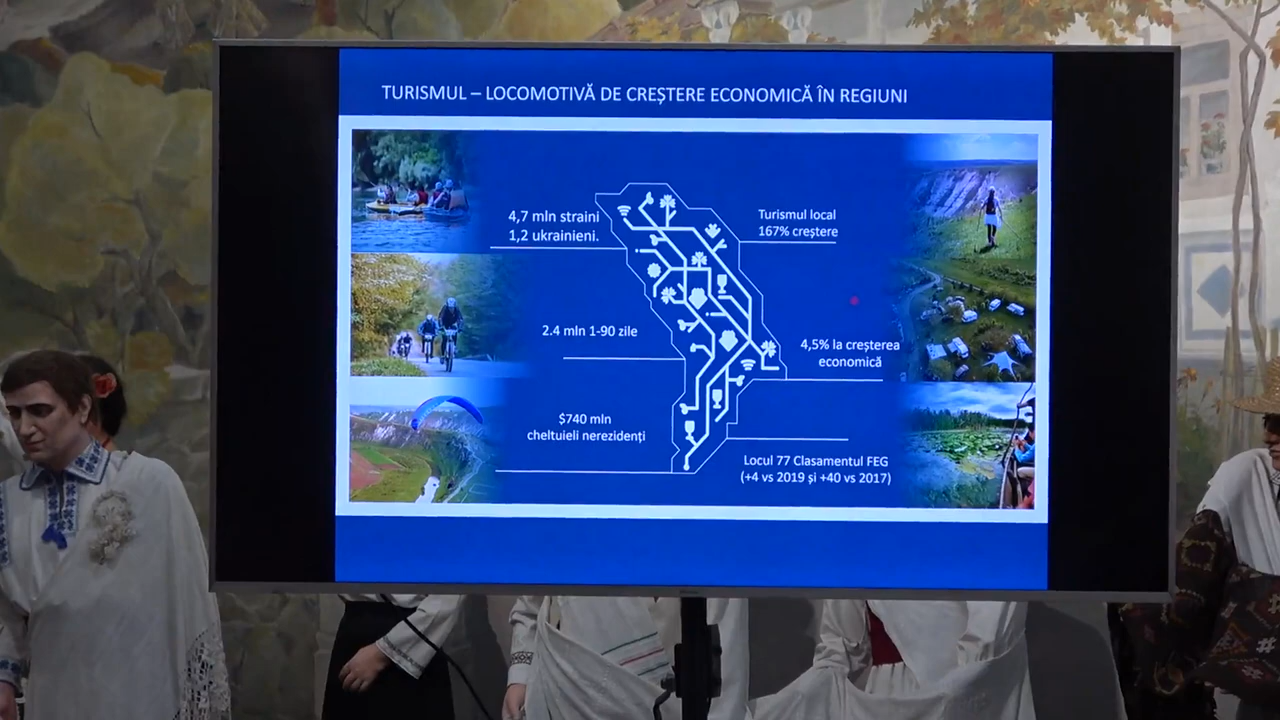 TURISMUL – LOCOMOTIVĂ DE CREȘTERE ECONOMICĂ ÎN REGIUNI
4,7 mln straini
1,2 ukrainieni.
Turismul local
167% creștere
2.4 mln 1-90 zile
4,5% la creșterea
economică
$740 mln
cheltuieli nerezidenți
Locul 77 Clasamentul FEG
(+4 vs 2019 și +40 vs 2017)